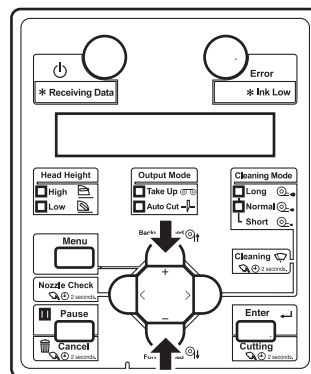 Error
* Receiving Data
* Ink Low
Head Height
High
Low
Output Mode
Take Up
Auto Cut
Cleaning Mode
Long
Normal
Short
Menu
+
Cleaning
2 seconds.
Nozzle Check
2 seconds.
< >
Pause
Enter
−
Cancel
2 seconds.
Cutting
2 seconds.